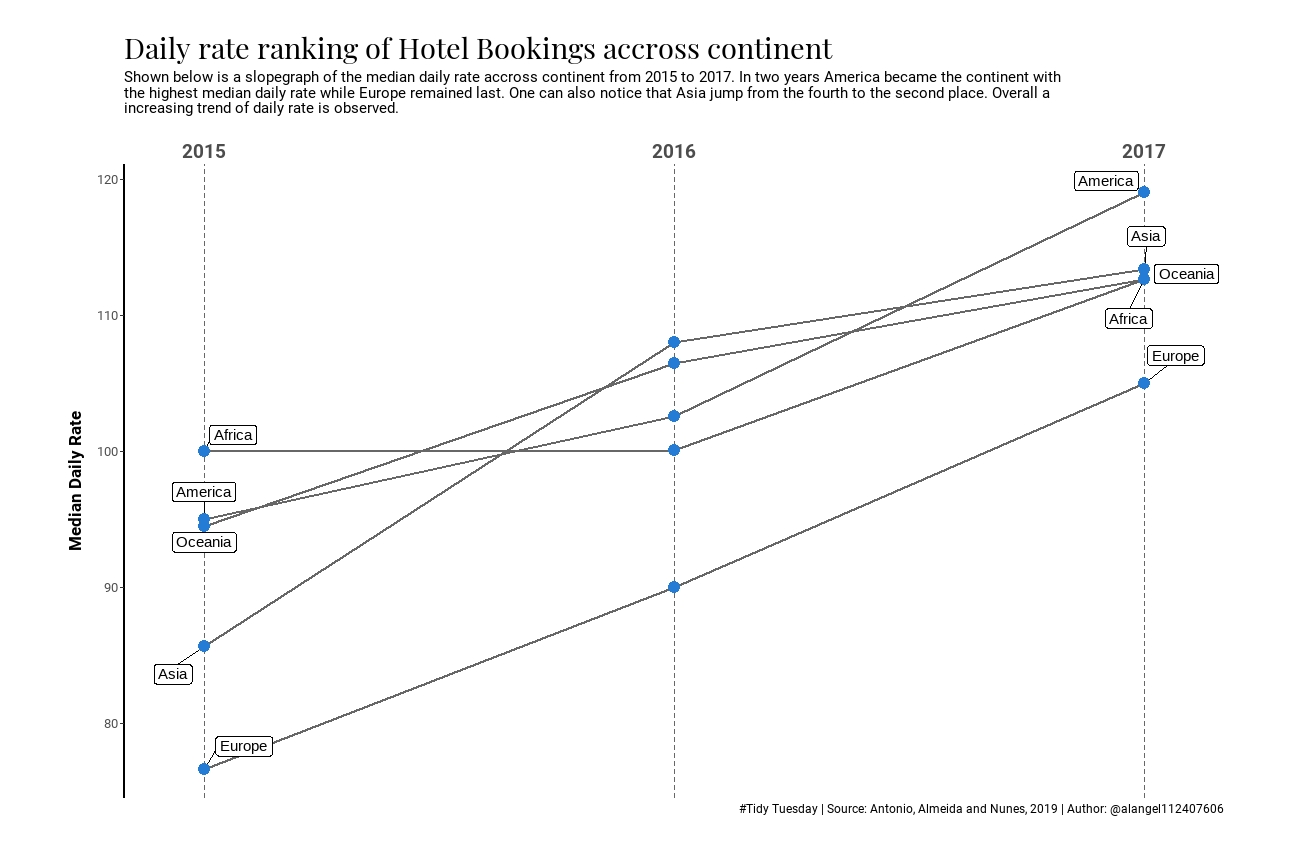 Daily rate ranking of Hotel Bookings accross continent
Shown below is a slopegraph of the median daily rate accross continent from 2015 to 2017. In two years America became the continent with
the highest median daily rate while Europe remained last. One can also notice that Asia jump from the fourth to the second place. Overall a
increasing trend of daily rate is observed.
2015 2016 2017
120
America
Asia
Oceania
110
Africa
Europe
Africa
100
America
Oceania
90
Asia
80
Europe
Median Daily Rate
#Tidy Tuesday | Source: Antonio, Almeida and Nunes, 2019 | Author: @alangel112407606